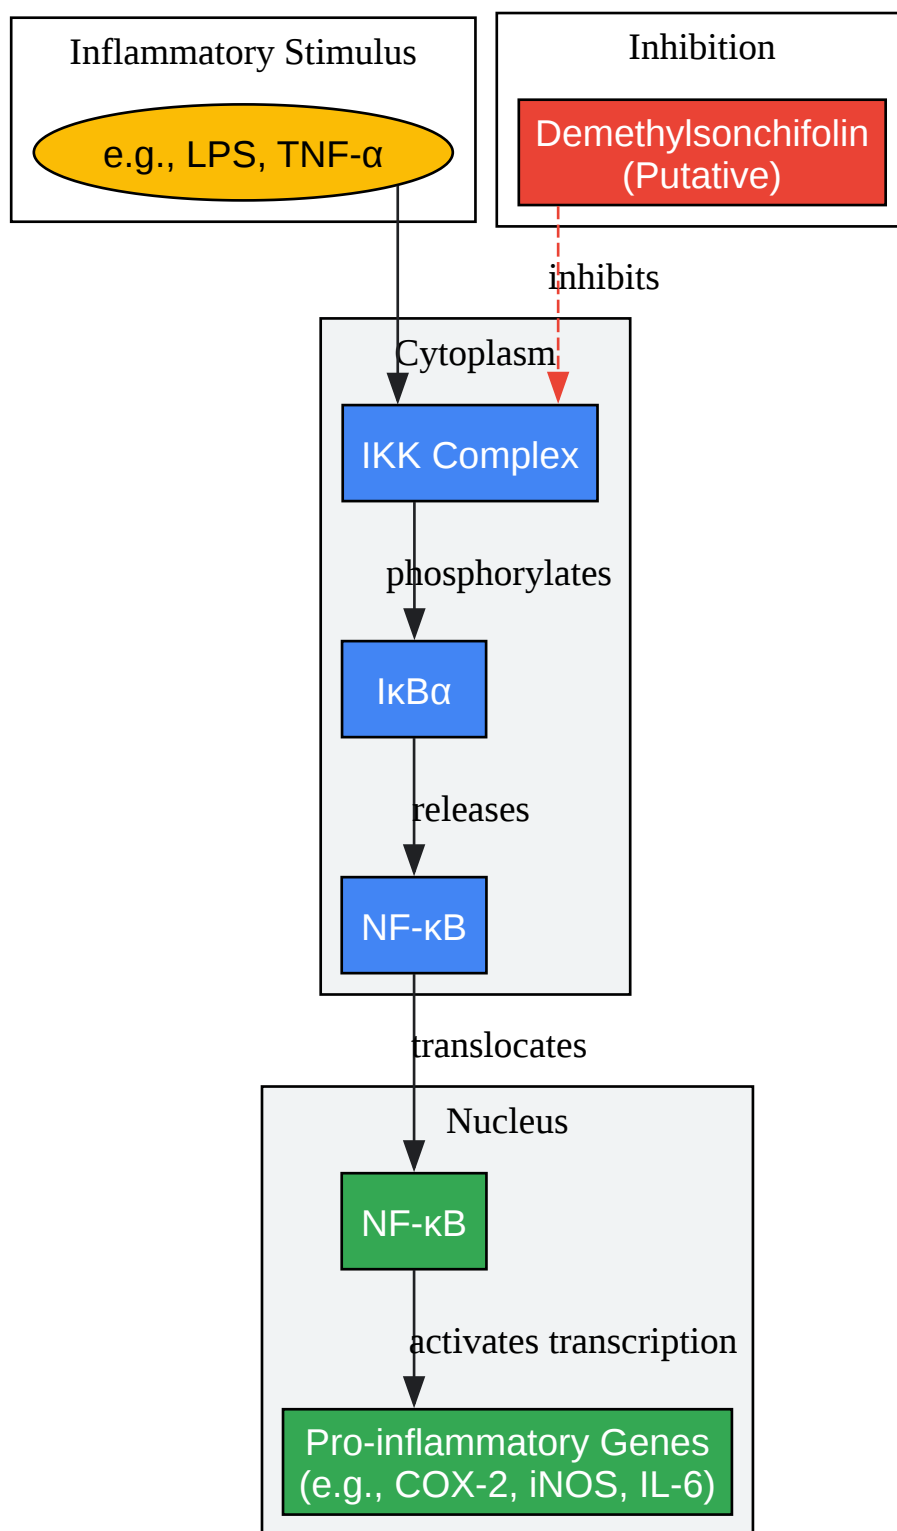 Inflammatory Stimulus
e.g., LPS, TNF-α
Inhibition
Demethylsonchifolin
(Putative)
inhibits
Cytoplasm
IKK Complex
phosphorylates
IκBα
releases
NF-κB
translocates
Nucleus
NF-κB
activates transcription
Pro-inflammatory Genes
(e.g., COX-2, iNOS, IL-6)